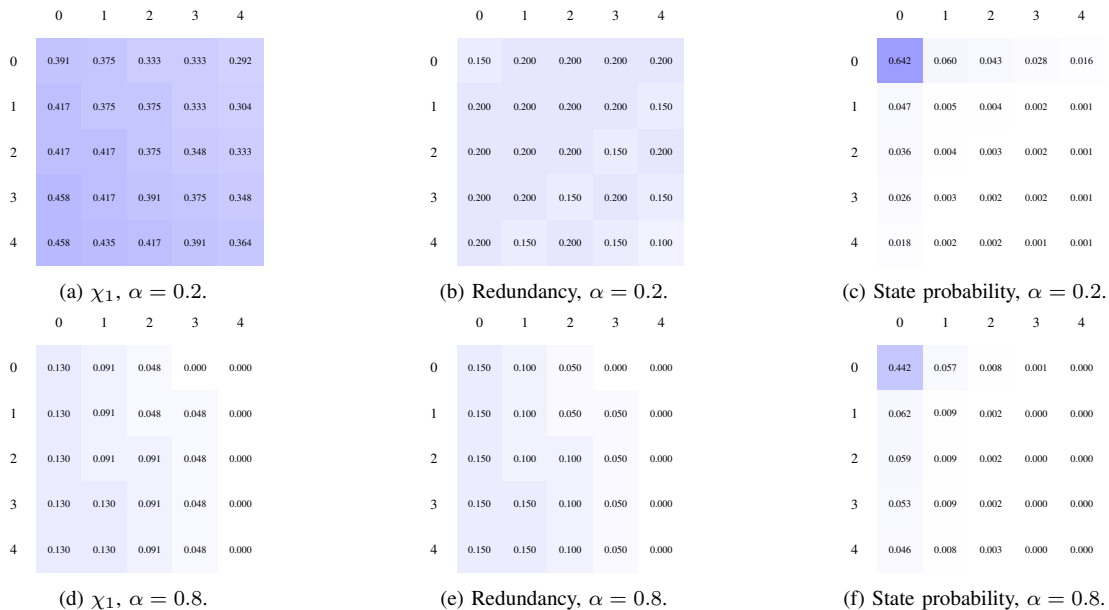 0 1 2 3 4 0 1 2 3 4 0 1 2 3 4
0 0.391 0.375 0.333 0.333 0.292 0 0.150 0.200 0.200 0.200 0.200 0 0.642 0.060 0.043 0.028 0.016
1 0.417 0.375 0.375 0.333 0.304 1 0.200 0.200 0.200 0.200 0.150 1 0.047 0.005 0.004 0.002 0.001
2 0.417 0.417 0.375 0.348 0.333 2 0.200 0.200 0.200 0.150 0.200 2 0.036 0.004 0.003 0.002 0.001
3 0.458 0.417 0.391 0.375 0.348 3 0.200 0.200 0.150 0.200 0.150 3 0.026 0.003 0.002 0.002 0.001
4 0.458 0.435 0.417 0.391 0.364 4 0.200 0.150 0.200 0.150 0.100 4 0.018 0.002 0.002 0.001 0.001
(a) χ₁, α = 0.2. (b) Redundancy, α = 0.2. (c) State probability, α = 0.2.
0 1 2 3 4 0 1 2 3 4 0 1 2 3 4
0 0.130 0.091 0.048 0.000 0.000 0 0.150 0.100 0.050 0.000 0.000 0 0.442 0.057 0.008 0.001 0.000
1 0.130 0.091 0.048 0.048 0.000 1 0.150 0.100 0.050 0.050 0.000 1 0.062 0.009 0.002 0.000 0.000
2 0.130 0.091 0.091 0.048 0.000 2 0.150 0.100 0.100 0.050 0.000 2 0.059 0.009 0.002 0.000 0.000
3 0.130 0.130 0.091 0.048 0.000 3 0.150 0.150 0.100 0.050 0.000 3 0.053 0.009 0.002 0.000 0.000
4 0.130 0.130 0.091 0.048 0.000 4 0.150 0.150 0.100 0.050 0.000 4 0.046 0.008 0.003 0.000 0.000
(d) χ₁, α = 0.8. (e) Redundancy, α = 0.8. (f) State probability, α = 0.8.